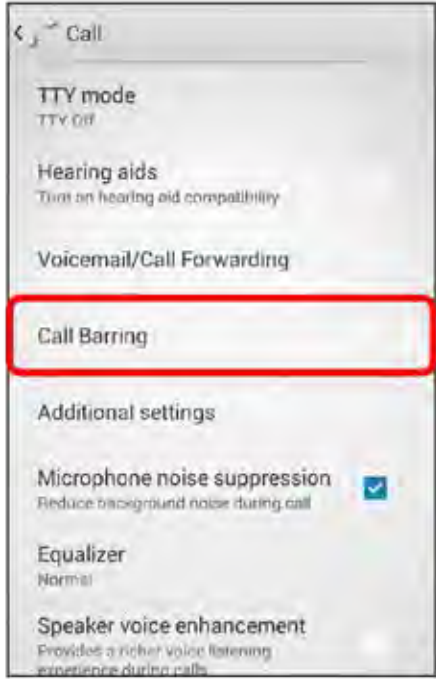 Call
TTY mode
TTY Off
Hearing aids
Turn on hearing aid compatibility
Voicemail/Call Forwarding
Call Barring
Additional settings
Microphone noise suppression
Reduce background noise during call
Equalizer
Normal
Speaker voice enhancement
Provides a richer voice listening
experience during calls